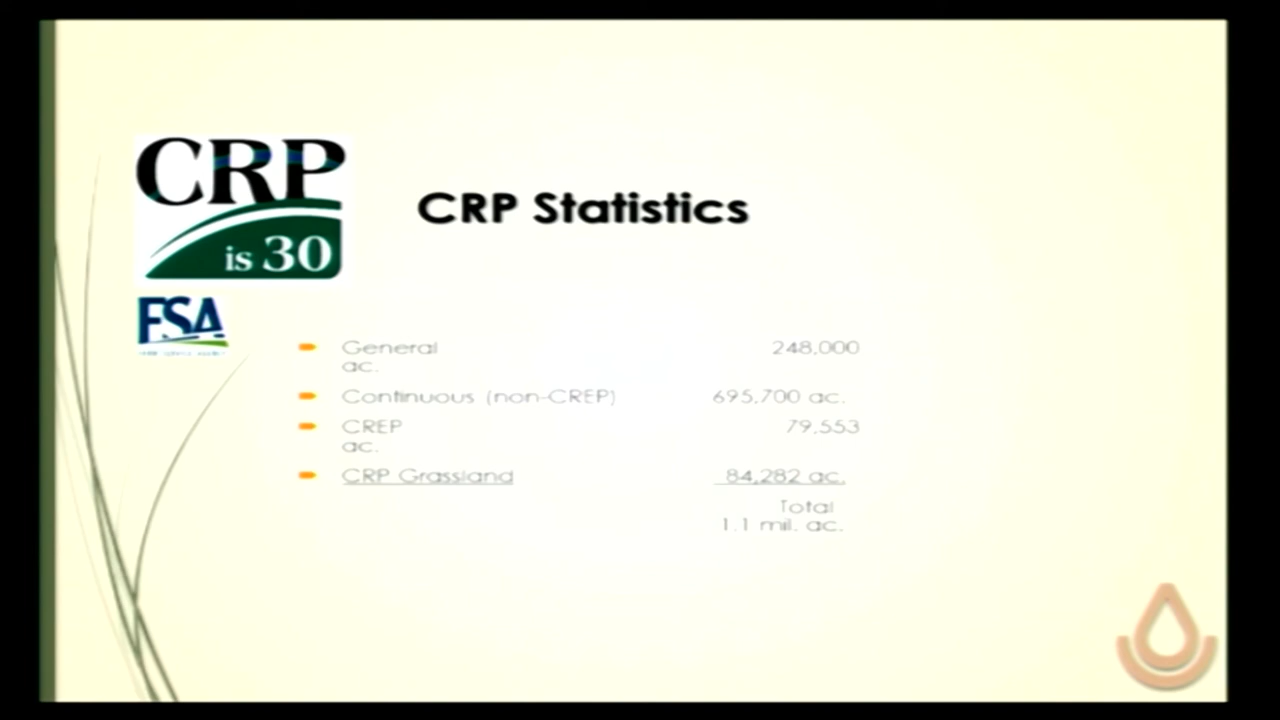 CRP
is 30
CRP Statistics
FSA
General 248,000
ac.
Continuous (non-CREP) 695,700 ac.
CREP 79,553
ac.
CRP Grassland 84,282 ac.
Total
1.1 mil. ac.